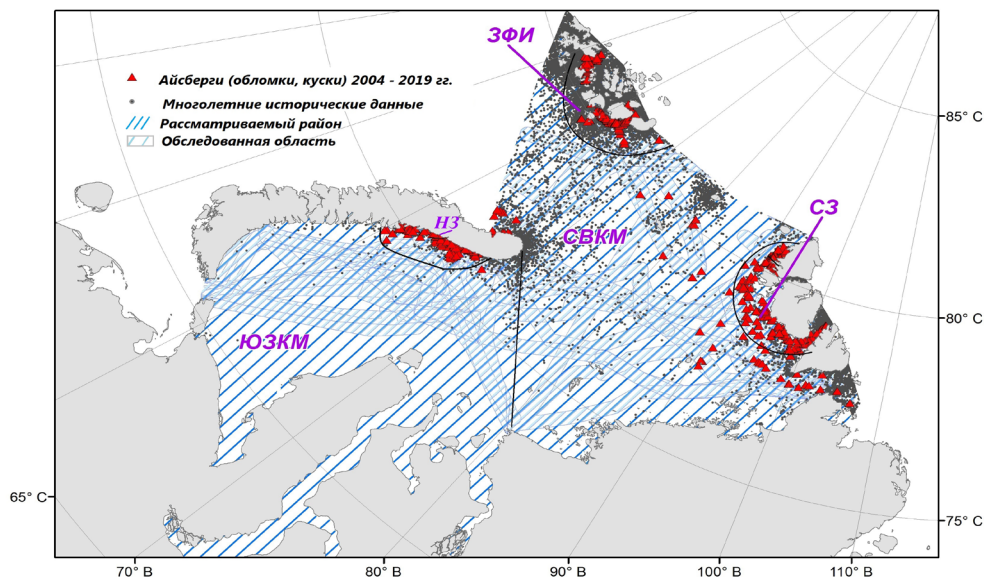 ЗФИ
Айсберги (обломки, куски) 2004 - 2019 гг.
Многолетние исторические данные
Рассматриваемый район
Обследованная область
85° С
СЗ
НЗ
СВКМ
80° С
ЮЗКМ
65° С
75° С
70° В
80° В
90° В
100° В
110° В